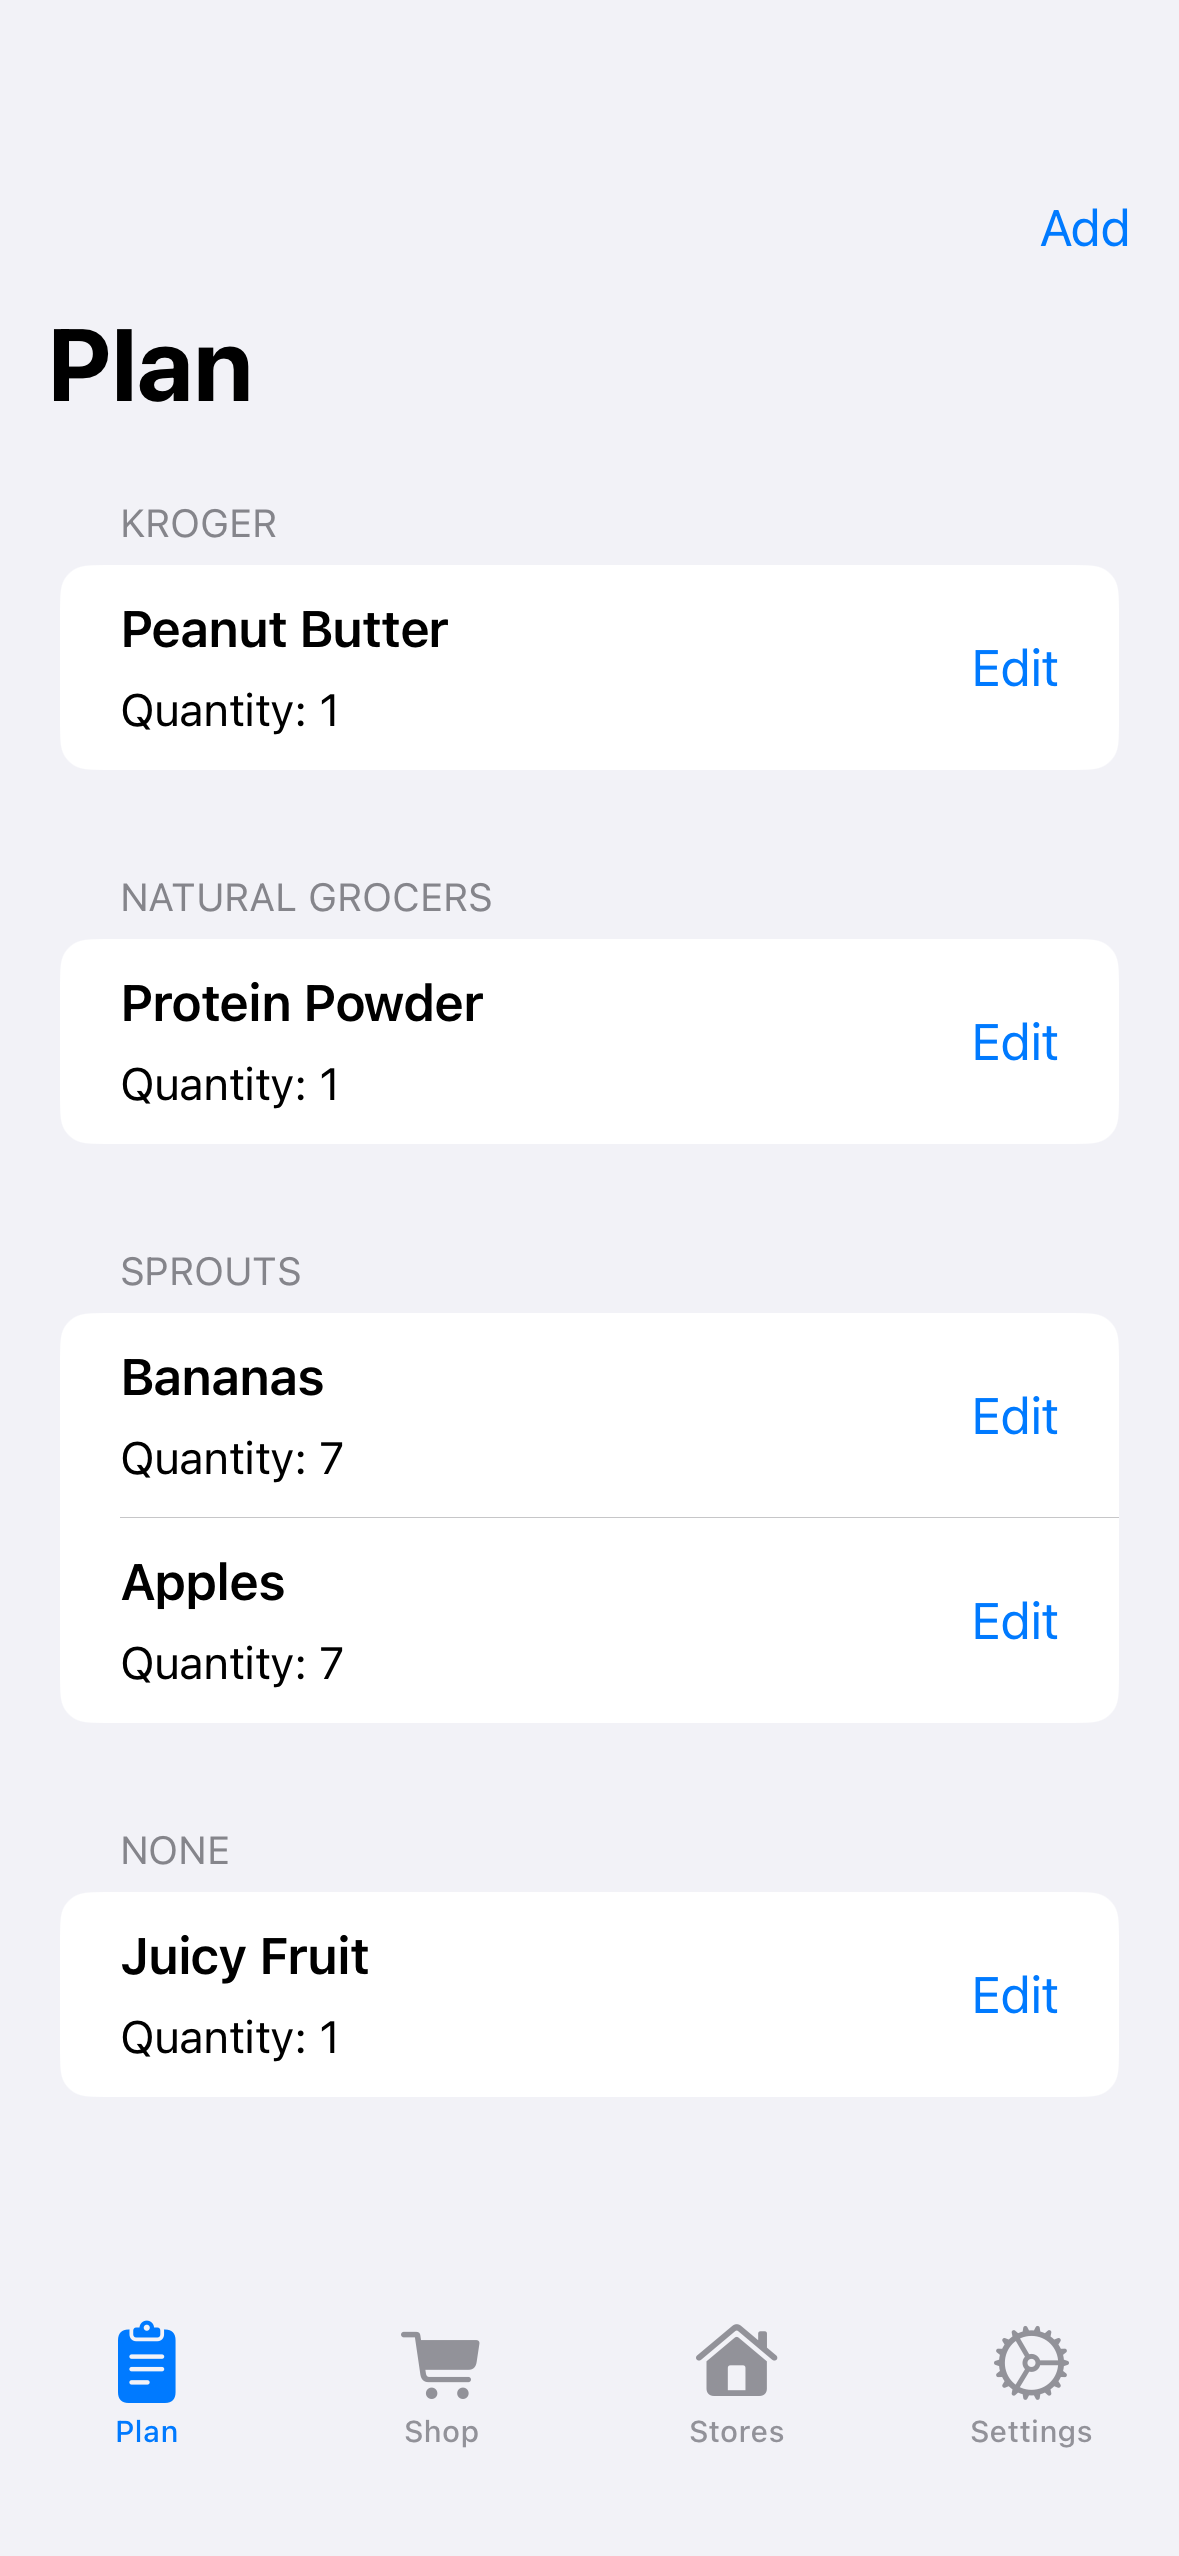 Add
Plan
KROGER
Peanut Butter
Edit
Quantity: 1
NATURAL GROCERS
Protein Powder
Edit
Quantity: 1
SPROUTS
Bananas
Edit
Quantity: 7
Apples
Edit
Quantity: 7
NONE
Juicy Fruit
Edit
Quantity: 1
Plan
Shop
Stores
Settings